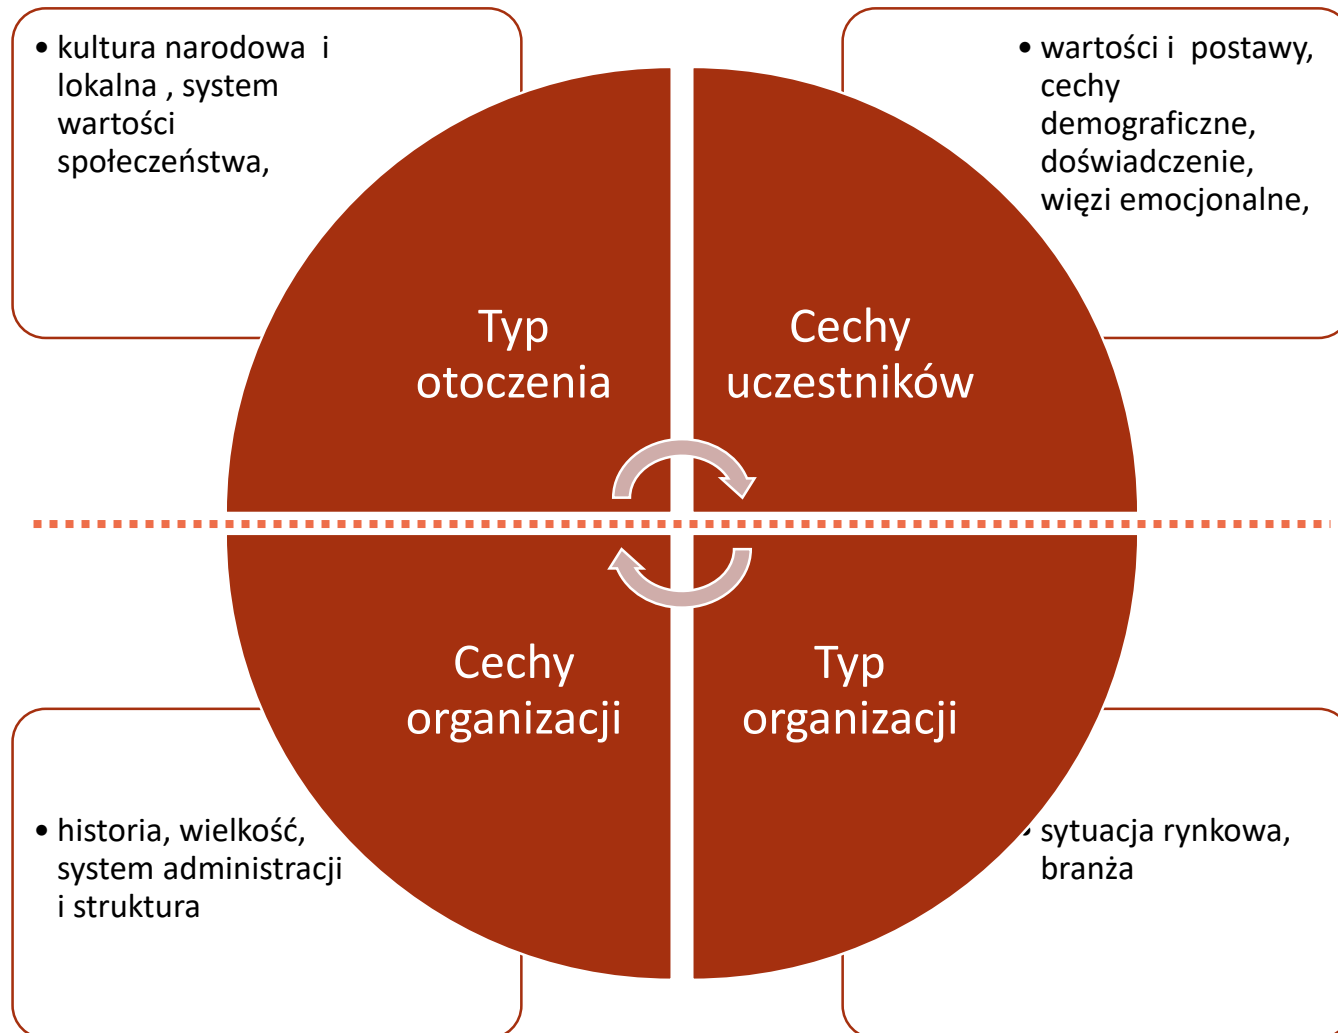 • kultura narodowa i
lokalna , system
wartości
społeczeństwa,
• wartości i postawy,
cechy
demograficzne,
doświadczenie,
więzi emocjonalne,
Typ
otoczenia
Cechy
uczestników
Cechy
organizacji
Typ
organizacji
• historia, wielkość,
system administracji
i struktura
• sytuacja rynkowa,
branża